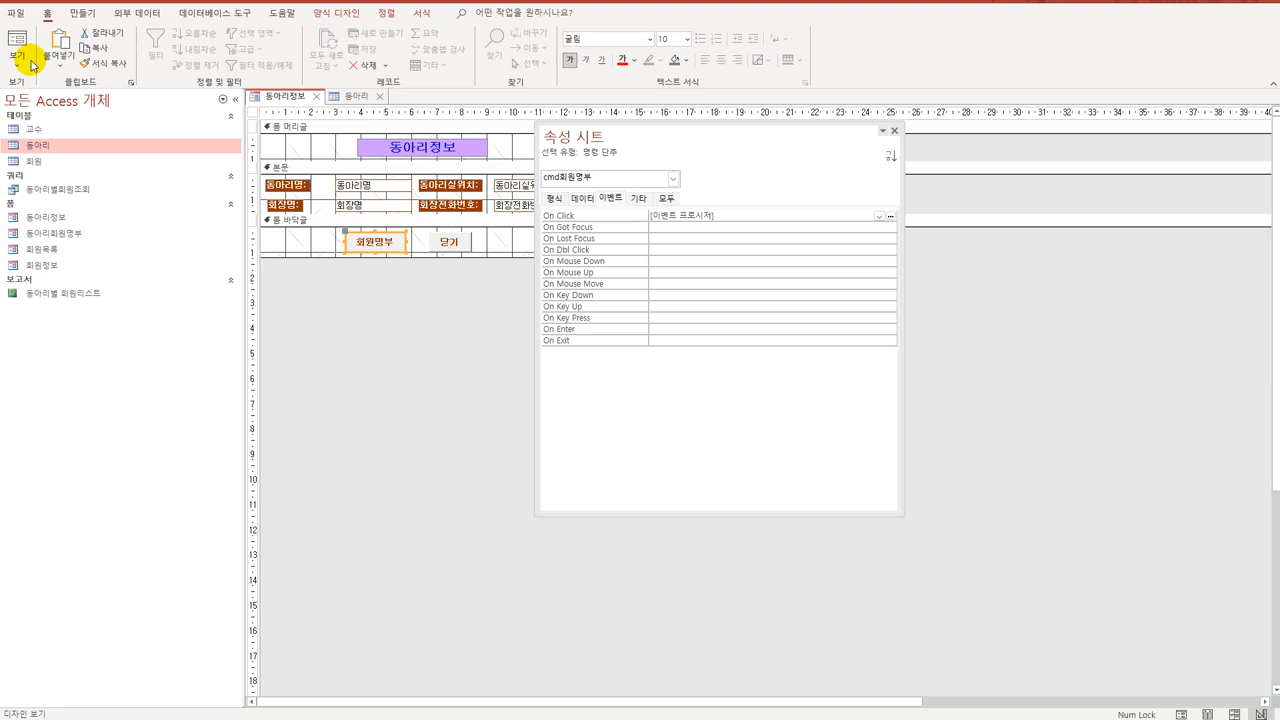 파일 홈 만들기 외부 데이터 데이터베이스 도구 도움말 양식 디자인 정렬 서식 어떤 작업을 원하시나요?
보기 붙여넣기 잘라내기 복사 서식 복사
필터 오름차순 내림차순 정렬 제거 선택 영역 고급 필터 적용/해제
모두 새로 고침 새로 만들기 저장 삭제 요약 맞춤법 검사 기타
찾기 바꾸기 이동 선택
굴림 10
가 가 가 가
보기 클립보드 정렬 및 필터 레코드 찾기 텍스트 서식
모든 Access 개체
테이블
교수
동아리
회원
쿼리
동아리별회원조회
폼
동아리정보
동아리회원명부
회원목록
회원정보
보고서
동아리별 회원리스트
동아리정보 동아리
폼 머리글
동아리정보
본문
동아리명: 동아리명 동아리실위치: 동아리실위
회장명: 회장명 회장전화번호: 회장전화번
폼 바닥글
회원명부 닫기
속성 시트
선택 유형: 명령 단추
cmd회원명부
형식 데이터 이벤트 기타 모두
On Click [이벤트 프로시저]
On Got Focus
On Lost Focus
On Dbl Click
On Mouse Down
On Mouse Up
On Mouse Move
On Key Down
On Key Up
On Key Press
On Enter
On Exit
디자인 보기 Num Lock